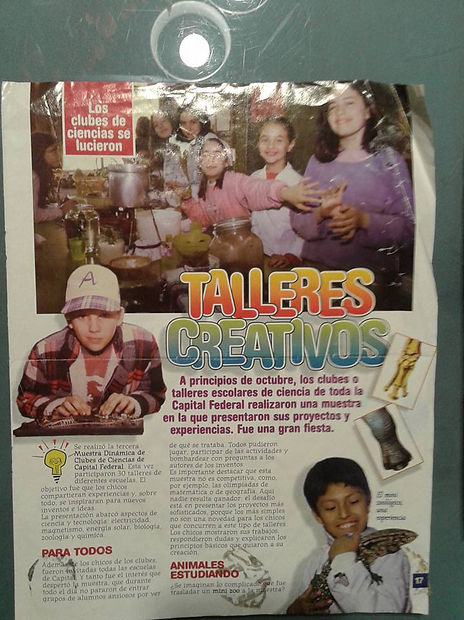 Los
clubes de
ciencias se
lucieron
A
TALLERES
CREATIVOS
A principios de octubre, los clubes o
talleres escolares de ciencia de toda la
Capital Federal realizaron una muestra
en la que presentaron sus proyectos y
experiencias. Fue una gran fiesta.
Se realizó la tercera
Muestra Dinámica de
Clubes de Ciencias de
Capital Federal. Esta vez
participaron 30 talleres de
diferentes escuelas. El
objetivo fue que los chicos
compartieran experiencias y, sobre
todo, se inspiraran para nuevos
inventos e ideas.
La presentación abarcó aspectos de
ciencia y tecnología: electricidad,
magnetismo, energía solar, biología,
zoología y química.
PARA TODOS
Además de los chicos de los clubes,
fueron invitadas todas las escuelas
de Capital, y tanto fue el interés que
despertó la muestra, que durante
todo el día no pararon de entrar
grupos de alumnos ansiosos por ver
de qué se trataba. Todos pudieron
jugar, participar de las actividades y
bombardear con preguntas a los
autores de los inventos.
Es importante destacar que esta
muestra no es competitiva, como,
por ejemplo, las olimpíadas de
matemática o de geografía. Aquí
nadie resulta ganador: el desafío
está en presentar los proyectos más
sofisticados, porque los más simples
no son una novedad para los chicos
que concurren a este tipo de talleres.
Los chicos mostraron sus trabajos,
respondieron dudas y explicaron los
principios básicos que guiaron a su
creación.
ANIMALES
ESTUDIANDO
¿Se imaginan lo complicado que fue
trasladar un mini zoo a la muestra?
El mini
zoológico,
una
experiencia
17